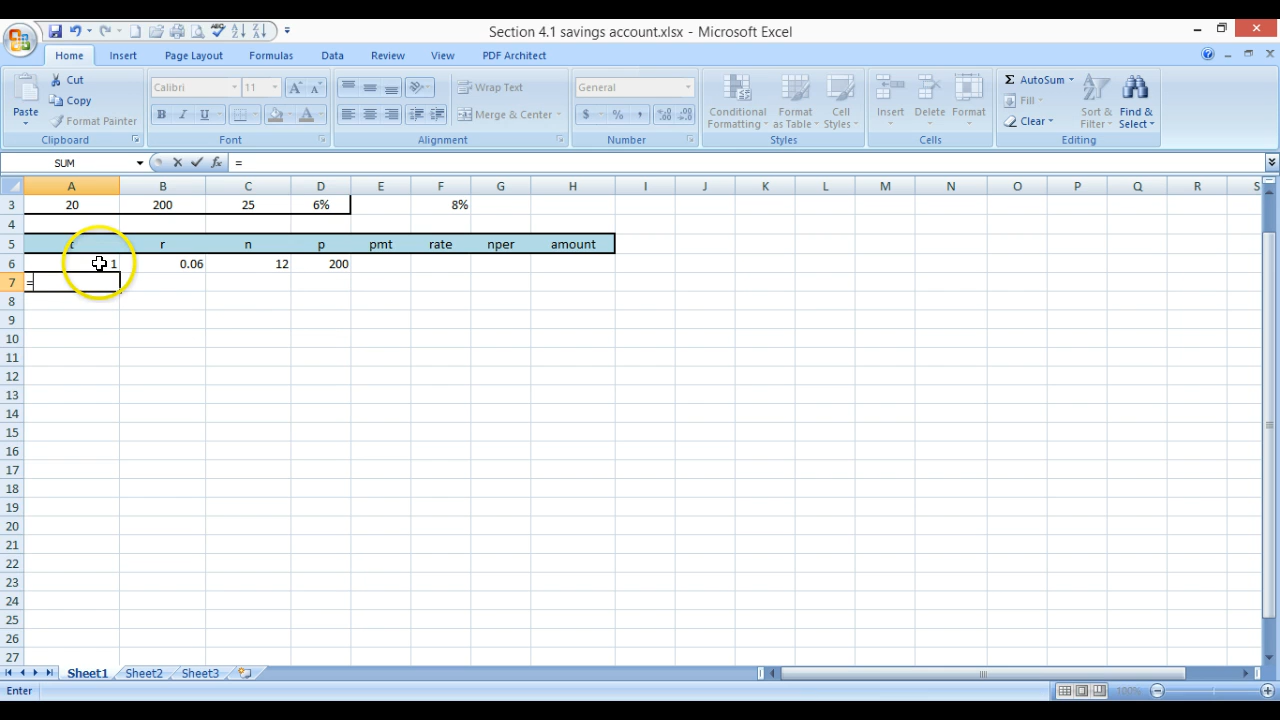 Section 4.1 savings account.xlsx - Microsoft Excel
Home Insert Page Layout Formulas Data Review View PDF Architect
Paste Cut Copy Format Painter
Calibri 11
B I U A
Wrap Text
Merge & Center
General
$ % ,
Conditional Formatting Format as Table Cell Styles
Insert Delete Format
Σ AutoSum Fill Clear
Sort & Filter Find & Select
Clipboard Font Alignment Number Styles Cells Editing
SUM fx =
A B C D E F G H I J K L M N O P Q R S
3 20 200 25 6% 8%
4
5 r n p pmt rate nper amount
6 1 0.06 12 200
7 =
8
9
10
11
12
13
14
15
16
17
18
19
20
21
22
23
24
25
26
27
Sheet1 Sheet2 Sheet3
Enter 100%